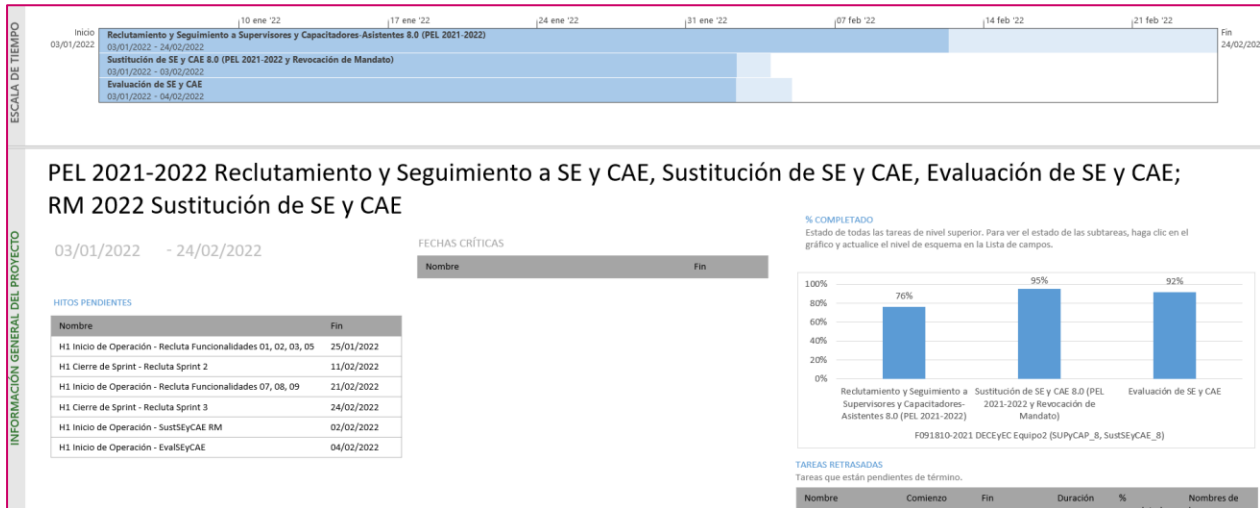 ESCALA DE TIEMPO
10 ene '22 17 ene '22 24 ene '22 31 ene '22 07 feb '22 14 feb '22 21 feb '22
Inicio
03/01/2022
Reclutamiento y Seguimiento a Supervisores y Capacitadores-Asistentes 8.0 (PEL 2021-2022)
03/01/2022 - 24/02/2022
Sustitución de SE y CAE 8.0 (PEL 2021-2022 y Revocación de Mandato)
03/01/2022 - 03/02/2022
Evaluación de SE y CAE
03/01/2022 - 04/02/2022
Fin
24/02/202
INFORMACIÓN GENERAL DEL PROYECTO
PEL 2021-2022 Reclutamiento y Seguimiento a SE y CAE, Sustitución de SE y CAE, Evaluación de SE y CAE;
RM 2022 Sustitución de SE y CAE
03/01/2022 - 24/02/2022
HITOS PENDIENTES
Nombre Fin
H1 Inicio de Operación - Recluta Funcionalidades 01, 02, 03, 05 25/01/2022
H1 Cierre de Sprint - Recluta Sprint 2 11/02/2022
H1 Inicio de Operación - Recluta Funcionalidades 07, 08, 09 21/02/2022
H1 Cierre de Sprint - Recluta Sprint 3 24/02/2022
H1 Inicio de Operación - SustSEyCAE RM 02/02/2022
H1 Inicio de Operación - EvalSEyCAE 04/02/2022
FECHAS CRÍTICAS
Nombre Fin
% COMPLETADO
Estado de todas las tareas de nivel superior. Para ver el estado de las subtareas, haga clic en el
gráfico y actualice el nivel de esquema en la Lista de campos.
100%
80%
60%
40%
20%
0%
76% 95% 92%
Reclutamiento y Seguimiento a
Supervisores y Capacitadores-
Asistentes 8.0 (PEL 2021-2022)
Sustitución de SE y CAE 8.0 (PEL
2021-2022 y Revocación de
Mandato)
Evaluación de SE y CAE
F091810-2021 DECEyEC Equipo2 (SUPyCAP_8, SustSEyCAE_8)
TAREAS RETRASADAS
Tareas que están pendientes de término.
Nombre Comienzo Fin Duración % Nombres de